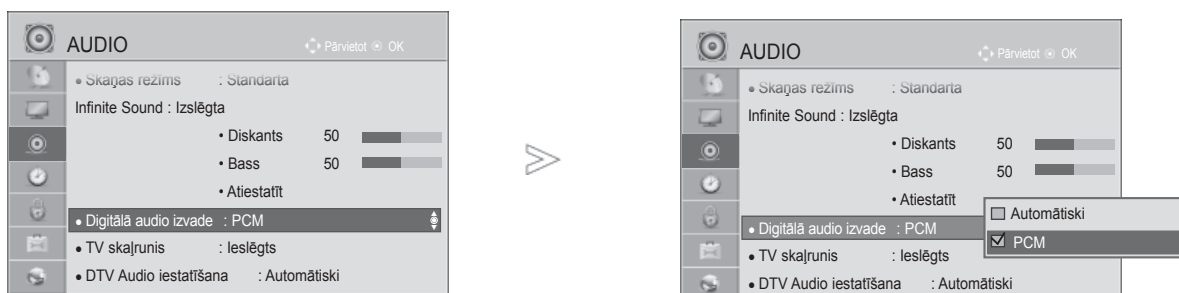 AUDIO
Pārvietot OK
• Skaņas režīms : Standarta
Infinite Sound : Izslēgta
• Diskants 50
• Bass 50
• Atiestatīt
• Digitālā audio izvade : PCM
• TV skaļrunis : Ieslēgts
• DTV Audio iestatīšana : Automātiski
AUDIO
Pārvietot OK
• Skaņas režīms : Standarta
Infinite Sound : Izslēgta
• Diskants 50
• Bass 50
• Atiestatīt
• Digitālā audio izvade : PCM
• TV skaļrunis : Ieslēgts
• DTV Audio iestatīšana : Automātiski
Automātiski
PCM